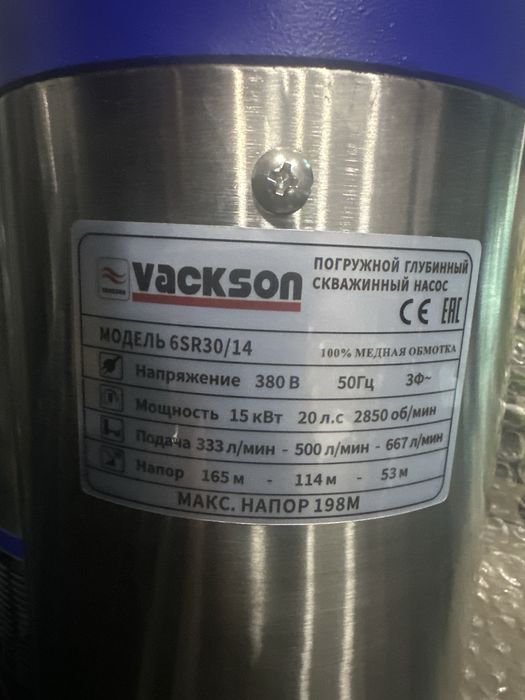 vackson
ПОГРУЖНОЙ ГЛУБИННЫЙ
СКВАЖИННЫЙ НАСОС
CE EAC
МОДЕЛЬ 6SR30/14
100% МЕДНАЯ ОБМОТКА
Напряжение 380 В 50Гц 3Ф~
Мощность 15 кВт 20 л.с 2850 об/мин
Подача 333 л/мин - 500 л/мин - 667 л/мин
Напор 165 м - 114 м - 53 м
МАКС. НАПОР 198М